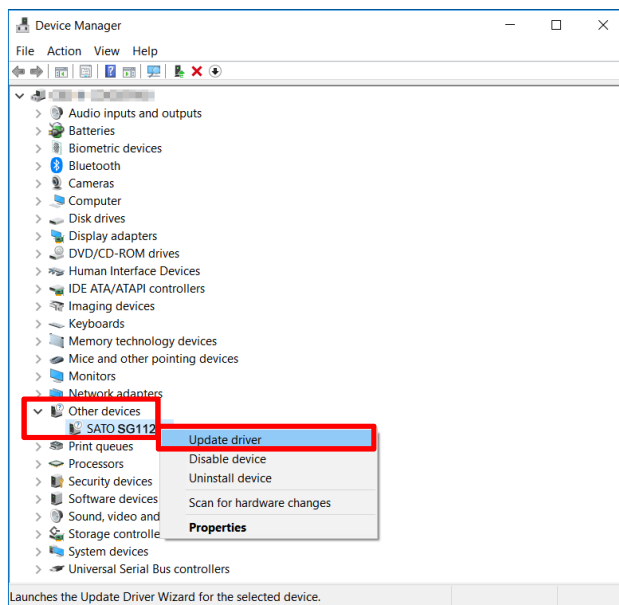 Device Manager
File Action View Help
Audio inputs and outputs
Batteries
Biometric devices
Bluetooth
Cameras
Computer
Disk drives
Display adapters
DVD/CD-ROM drives
Human Interface Devices
IDE ATA/ATAPI controllers
Imaging devices
Keyboards
Memory technology devices
Mice and other pointing devices
Monitors
Network adapters
Other devices
SATO SG112
Update driver
Disable device
Uninstall device
Scan for hardware changes
Properties
Print queues
Processors
Security devices
Software devices
Sound, video and
Storage controlle
System devices
Universal Serial Bus controllers
Launches the Update Driver Wizard for the selected device.